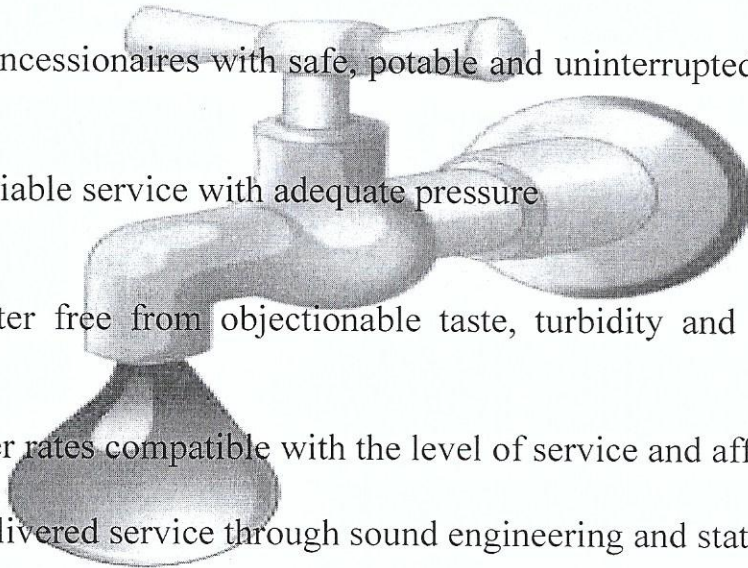 ncessionaires with safe, potable and uninterrupted
iable service with adequate pressure
ter free from objectionable taste, turbidity and
er rates compatible with the level of service and aff
livered service through sound engineering and stat